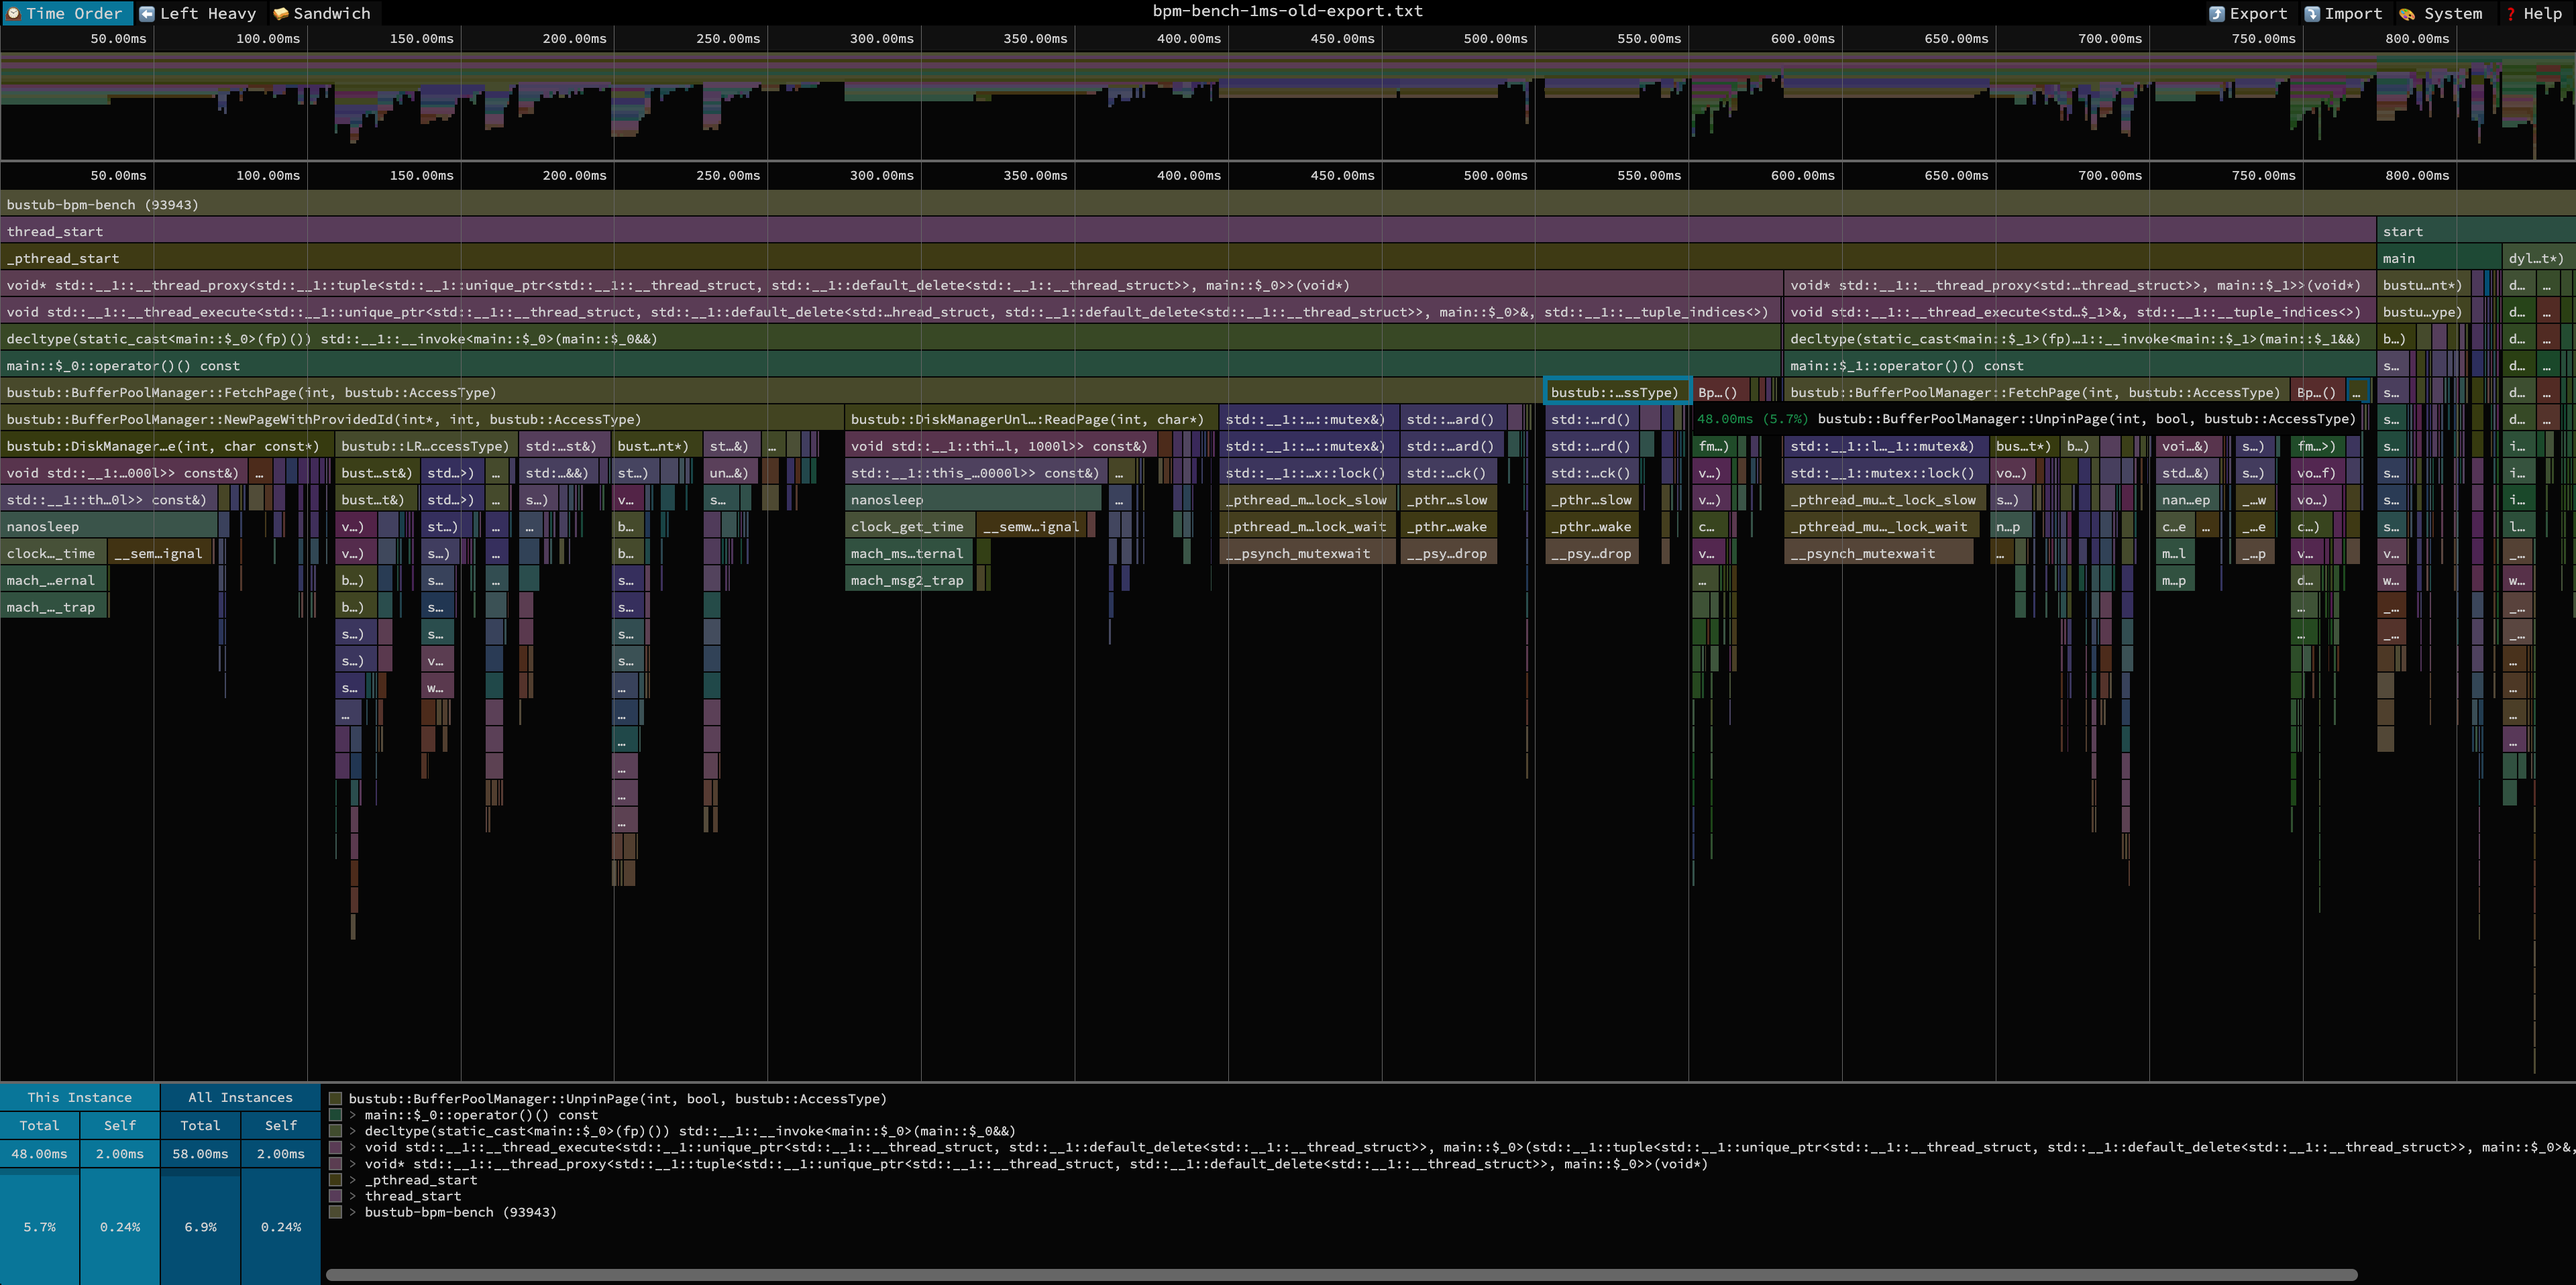 Time Order Left Heavy Sandwich bpm-bench-1ms-old-export.txt Export Import System Help
50.00ms 100.00ms 150.00ms 200.00ms 250.00ms 300.00ms 350.00ms 400.00ms 450.00ms 500.00ms 550.00ms 600.00ms 650.00ms 700.00ms 750.00ms 800.00ms
50.00ms 100.00ms 150.00ms 200.00ms 250.00ms 300.00ms 350.00ms 400.00ms 450.00ms 500.00ms 550.00ms 600.00ms 650.00ms 700.00ms 750.00ms 800.00ms
bustub-bpm-bench (93943)
thread_start start
_pthread_start main dyl…t*)
void* std::__1::__thread_proxy<std::__1::tuple<std::__1::unique_ptr<std::__1::__thread_struct, std::__1::default_delete<std::__1::__thread_struct>>, main::$_0>>(void*) void* std::__1::__thread_proxy<std…thread_struct>>, main::$_1>>(void*) bustu…nt*) d… …
void std::__1::__thread_execute<std::__1::unique_ptr<std::__1::__thread_struct, std::__1::default_delete<std…hread_struct, std::__1::default_delete<std::__1::__thread_struct>>, main::$_0>&, std::__1::__tuple_indices<>) void std::__1::__thread_execute<std…$_1>&, std::__1::__tuple_indices<>) bustu…ype) d… …
decltype(static_cast<main::$_0>(fp)()) std::__1::__invoke<main::$_0>(main::$_0&&) decltype(static_cast<main::$_1>(fp)…1::__invoke<main::$_1>(main::$_1&&) b…) d… …
main::$_0::operator()() const main::$_1::operator()() const s… d… …
bustub::BufferPoolManager::FetchPage(int, bustub::AccessType) bustub::…ssType) Bp…() bustub::BufferPoolManager::FetchPage(int, bustub::AccessType) Bp…() … s… d… …
bustub::BufferPoolManager::NewPageWithProvidedId(int*, int, bustub::AccessType) bustub::DiskManagerUnl…::ReadPage(int, char*) std::__1::…::mutex&) std::…ard() std::…rd() 48.00ms (5.7%) bustub::BufferPoolManager::UnpinPage(int, bool, bustub::AccessType) s… d…
bustub::DiskManager…e(int, char const*) bustub::LR…ccessType) std…st&) bust…nt*) st…&) … void std::__1::thi…l, 1000l>> const&) std::__1::…::mutex&) std::…ard() std::…rd() fm…) std::__1::l…_1::mutex&) bus…t*) b…) voi…&) s…) fm…>) s… i…
void std::__1…000l>> const&) … bust…st&) std…>) … std…&&) st…) un…&) std::__1::this_…0000l>> const&) … std::__1::…x::lock() std::…ck() std::…ck() v…) std::__1::mutex::lock() vo…) std…&) s…) vo…f) s… i…
std::__1::th…0l>> const&) bust…t&) std…>) … s…) v… s… nanosleep … _pthread_m…lock_slow _pthr…slow _pthr…slow v…) _pthread_mu…t_lock_slow s…) nan…ep _…w vo…) s… i…
nanosleep v…) st…) … … b… clock_get_time __semw…ignal _pthread_m…lock_wait _pthr…wake _pthr…wake c… _pthread_mu…_lock_wait n…p c…e … _…e c…) s… l…
clock…_time __sem…ignal v…) s…) … b… mach_ms…ternal __psynch_mutexwait __psy…drop __psy…drop v… __psynch_mutexwait … m…l _…p v… v… _…
mach_…ernal b…) s… … s… mach_msg2_trap … m…p d… w… w…
mach_…_trap b…) s… s… … _… _…
s…) s… s… … _… _…
s…) v… s… …
s… w… … …
… … …
… …
…
…
…
This Instance All Instances
Total Self Total Self
48.00ms 2.00ms 58.00ms 2.00ms
5.7% 0.24% 6.9% 0.24%
bustub::BufferPoolManager::UnpinPage(int, bool, bustub::AccessType)
> main::$_0::operator()() const
> decltype(static_cast<main::$_0>(fp)()) std::__1::__invoke<main::$_0>(main::$_0&&)
> void std::__1::__thread_execute<std::__1::unique_ptr<std::__1::__thread_struct, std::__1::default_delete<std::__1::__thread_struct>>, main::$_0>(std::__1::tuple<std::__1::unique_ptr<std::__1::__thread_struct, std::__1::default_delete<std::__1::__thread_struct>>, main::$_0>&,
> void* std::__1::__thread_proxy<std::__1::tuple<std::__1::unique_ptr<std::__1::__thread_struct, std::__1::default_delete<std::__1::__thread_struct>>, main::$_0>>(void*)
> _pthread_start
> thread_start
> bustub-bpm-bench (93943)